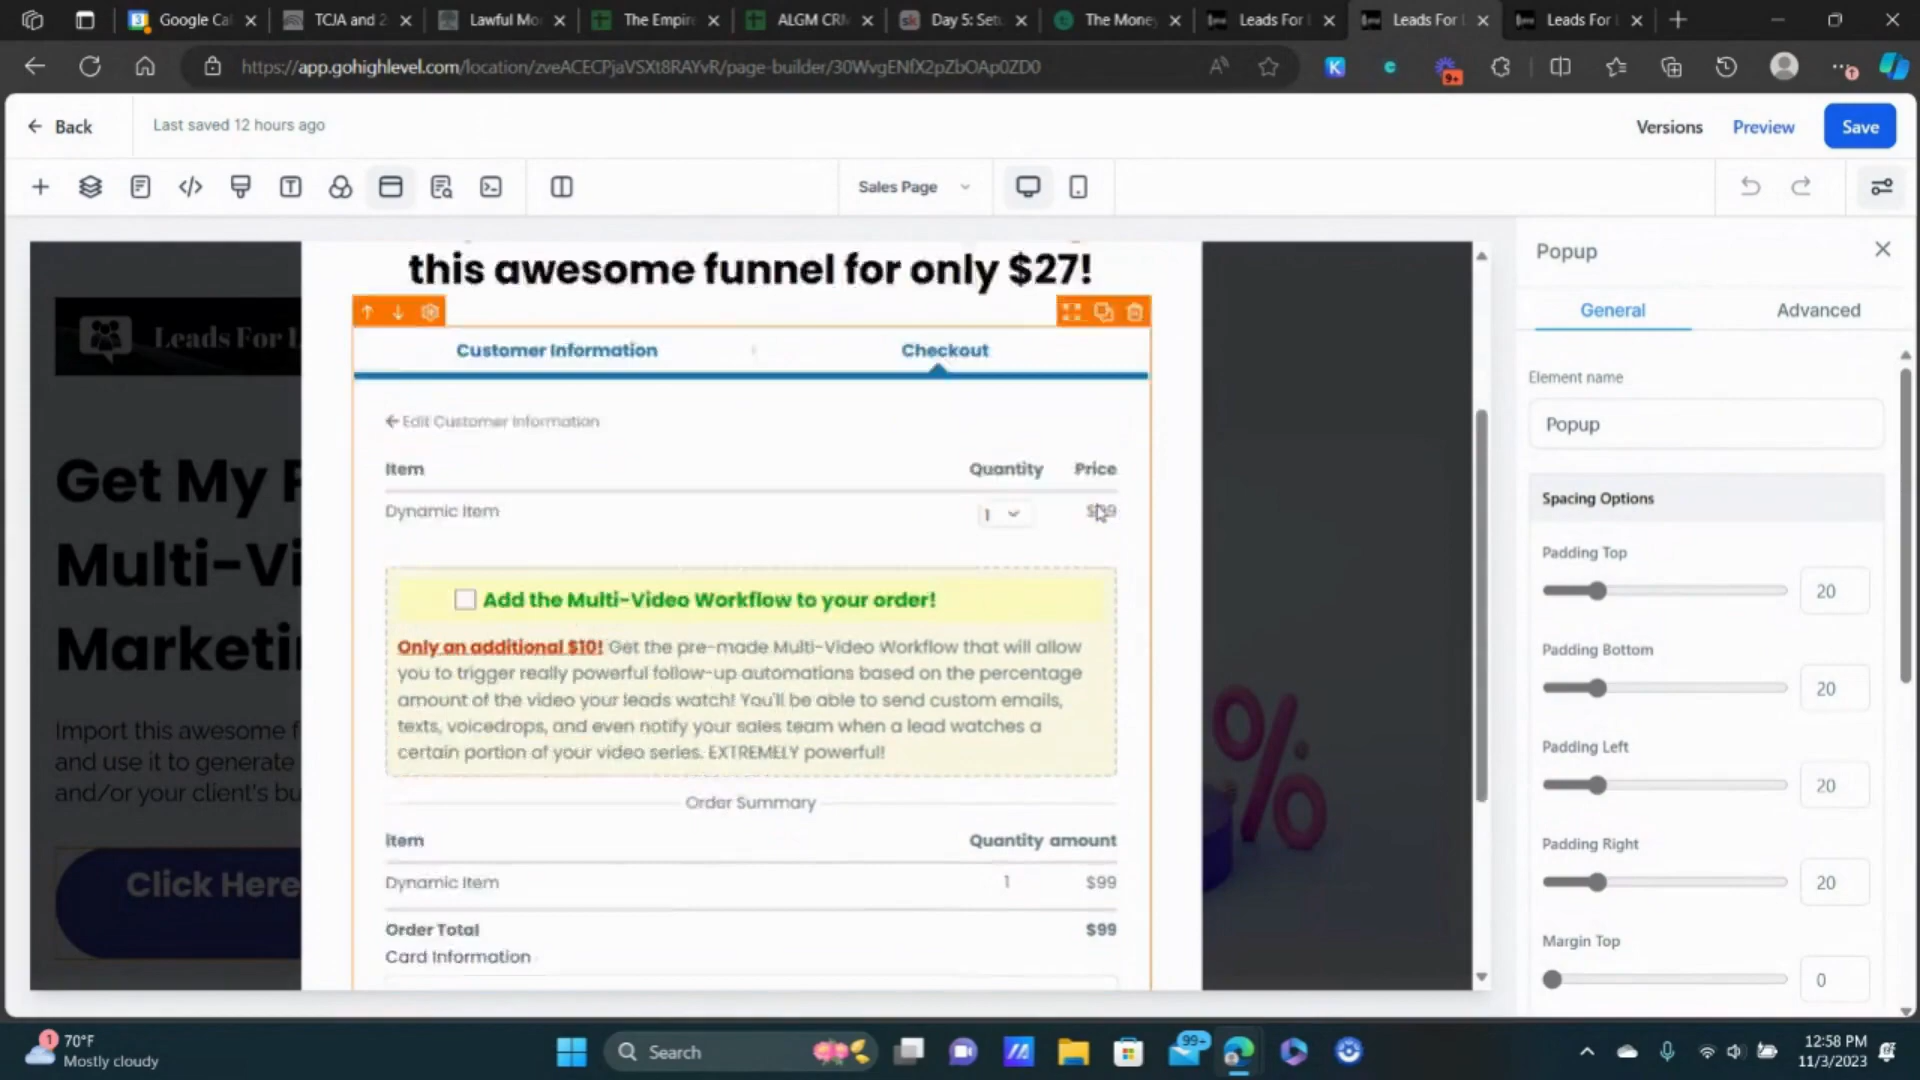 Google Ca
TCJA and 2
Lawful Mo
The Empire
ALGM CRM
Day 5: Set
The Money
Leads For
Leads For
Leads For
https://app.gohighlevel.com/location/zveACECPjaVSXt8RAYvR/page-builder/30WvgENfX2pZbOAp0ZD0
9+
Back
Last saved 12 hours ago
Versions
Preview
Save
Sales Page
this awesome funnel for only $27!
Leads For L
Customer Information
Checkout
Edit Customer Information
Item
Quantity
Price
Dynamic Item
1
Add the Multi-Video Workflow to your order!
Only an additional $10! Get the pre-made Multi-Video Workflow that will allow
you to trigger really powerful follow-up automations based on the percentage
amount of the video your leads watch! You'll be able to send custom emails,
texts, voicedrops, and even notify your sales team when a lead watches a
certain portion of your video series. EXTREMELY powerful!
Order Summary
Item
Quantity amount
Dynamic Item
1
$99
Order Total
$99
Card Information
Get My F
Multi-Vi
Marketi
Import this awesome f
and use it to generate
and/or your client's bu
Click Here
%
Popup
General
Advanced
Element name
Popup
Spacing Options
Padding Top
20
Padding Bottom
20
Padding Left
20
Padding Right
20
Margin Top
0
1
70°F
Mostly cloudy
Search
99+
12:58 PM
11/3/2023